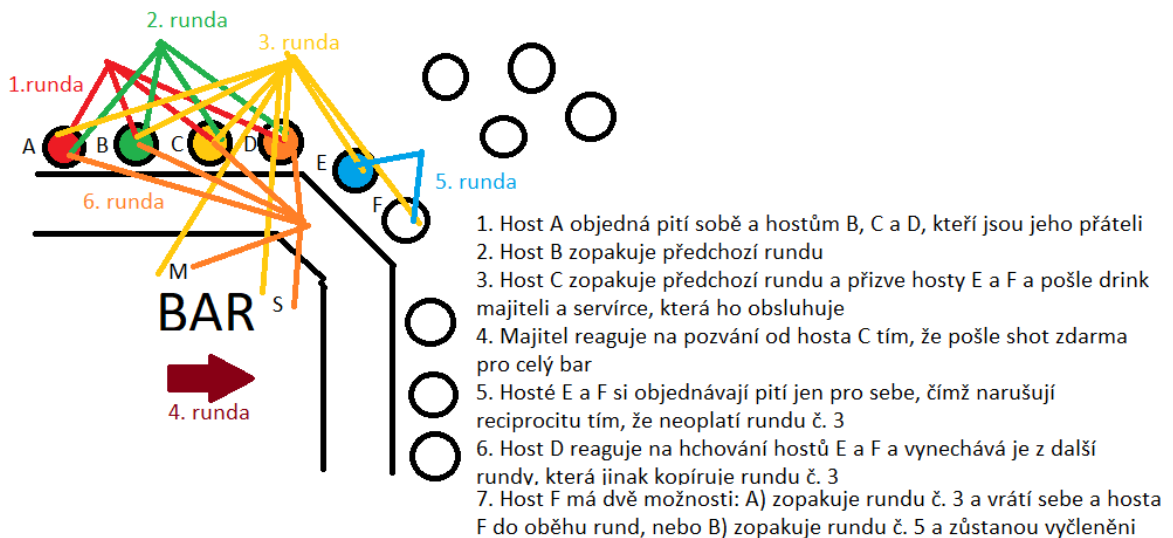 2. runda
3. runda
1.runda
A
B
C
D
E
F
5. runda
6. runda
M
S
BAR
4. runda
1. Host A objedná pití sobě a hostům B, C a D, kteří jsou jeho přáteli
2. Host B zopakuje předchozí rundu
3. Host C zopakuje předchozí rundu a přizve hosty E a F a pošle drink
majiteli a servírce, která ho obsluhuje
4. Majitel reaguje na pozvání od hosta C tím, že pošle shot zdarma
pro celý bar
5. Hosté E a F si objednávají pití jen pro sebe, čímž narušují
reciprocitu tím, že neoplatí rundu č. 3
6. Host D reaguje na hchování hostů E a F a vynechává je z další
rundy, která jinak kopíruje rundu č. 3
7. Host F má dvě možnosti: A) zopakuje rundu č. 3 a vrátí sebe a hosta
F do oběhu rund, nebo B) zopakuje rundu č. 5 a zůstanou vyčleněni